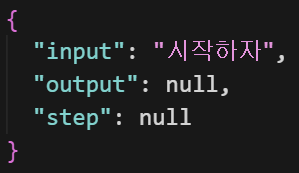 {
  "input": "시작하자",
  "output": null,
  "step": null
}